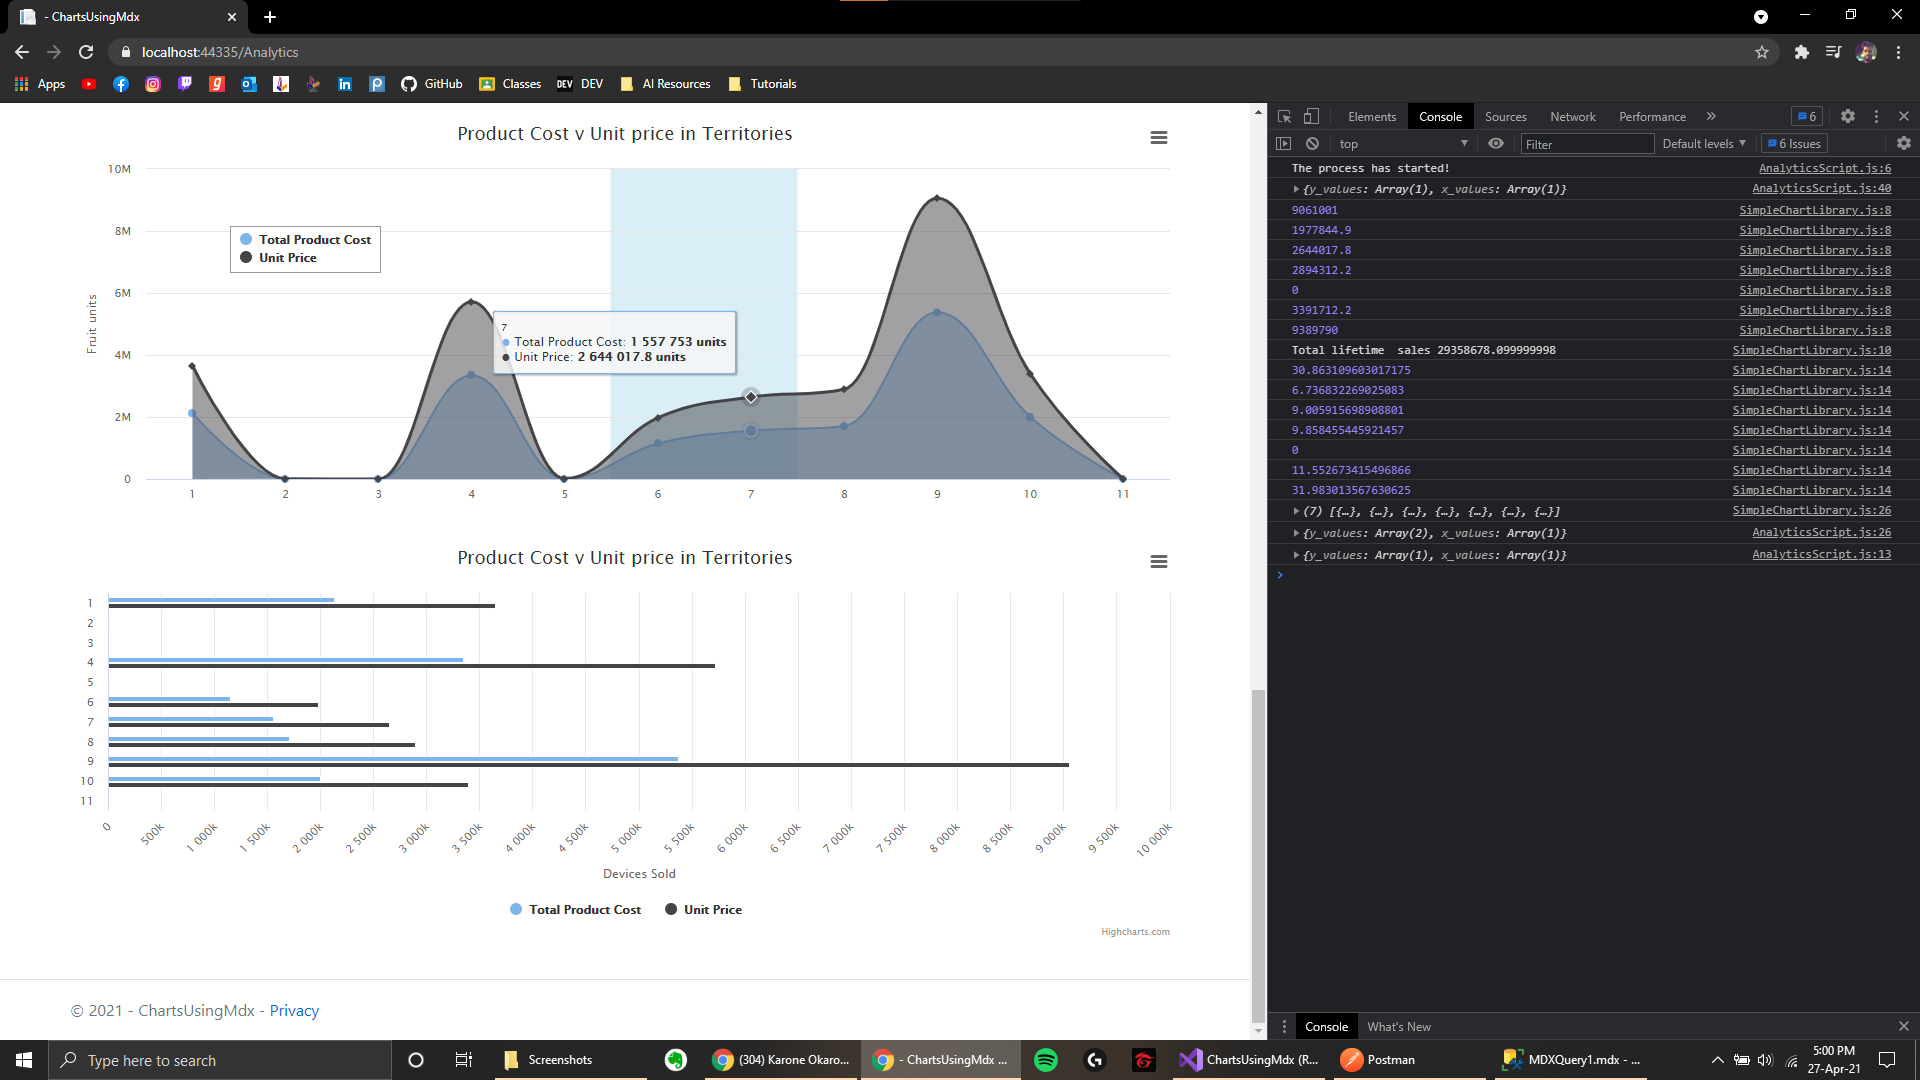 - ChartsUsingMdx
localhost:44335/Analytics
Apps
GitHub
Classes
DEV DEV
AI Resources
Tutorials
Product Cost v Unit price in Territories
10M
8M
6M
4M
2M
0
Fruit units
Total Product Cost
Unit Price
7
Total Product Cost: 1 557 753 units
Unit Price: 2 644 017.8 units
1 2 3 4 5 6 7 8 9 10 11
Product Cost v Unit price in Territories
1
2
3
4
5
6
7
8
9
10
11
0 500k 1 000k 1 500k 2 000k 2 500k 3 000k 3 500k 4 000k 4 500k 5 000k 5 500k 6 000k 6 500k 7 000k 7 500k 8 000k 8 500k 9 000k 9 500k 10 000k
Devices Sold
Total Product Cost Unit Price
Highcharts.com
© 2021 - ChartsUsingMdx - Privacy
Elements Console Sources Network Performance » 6
top Filter Default levels 6 Issues
The process has started! AnalyticsScript.js:6
{y_values: Array(1), x_values: Array(1)} AnalyticsScript.js:40
9061001 SimpleChartLibrary.js:8
1977844.9 SimpleChartLibrary.js:8
2644017.8 SimpleChartLibrary.js:8
2894312.2 SimpleChartLibrary.js:8
0 SimpleChartLibrary.js:8
3391712.2 SimpleChartLibrary.js:8
9389790 SimpleChartLibrary.js:8
Total lifetime  sales 29358678.099999998 SimpleChartLibrary.js:10
30.863109603017175 SimpleChartLibrary.js:14
6.736832269025083 SimpleChartLibrary.js:14
9.005915698908801 SimpleChartLibrary.js:14
9.858455445921457 SimpleChartLibrary.js:14
0 SimpleChartLibrary.js:14
11.552673415496866 SimpleChartLibrary.js:14
31.983013567630625 SimpleChartLibrary.js:14
(7) [{…}, {…}, {…}, {…}, {…}, {…}, {…}] SimpleChartLibrary.js:26
{y_values: Array(2), x_values: Array(1)} AnalyticsScript.js:26
{y_values: Array(1), x_values: Array(1)} AnalyticsScript.js:13
Console What's New
Type here to search
Screenshots
(304) Karone Okaro...
- ChartsUsingMdx ...
ChartsUsingMdx (R...
Postman
MDXQuery1.mdx - ...
5:00 PM
27-Apr-21